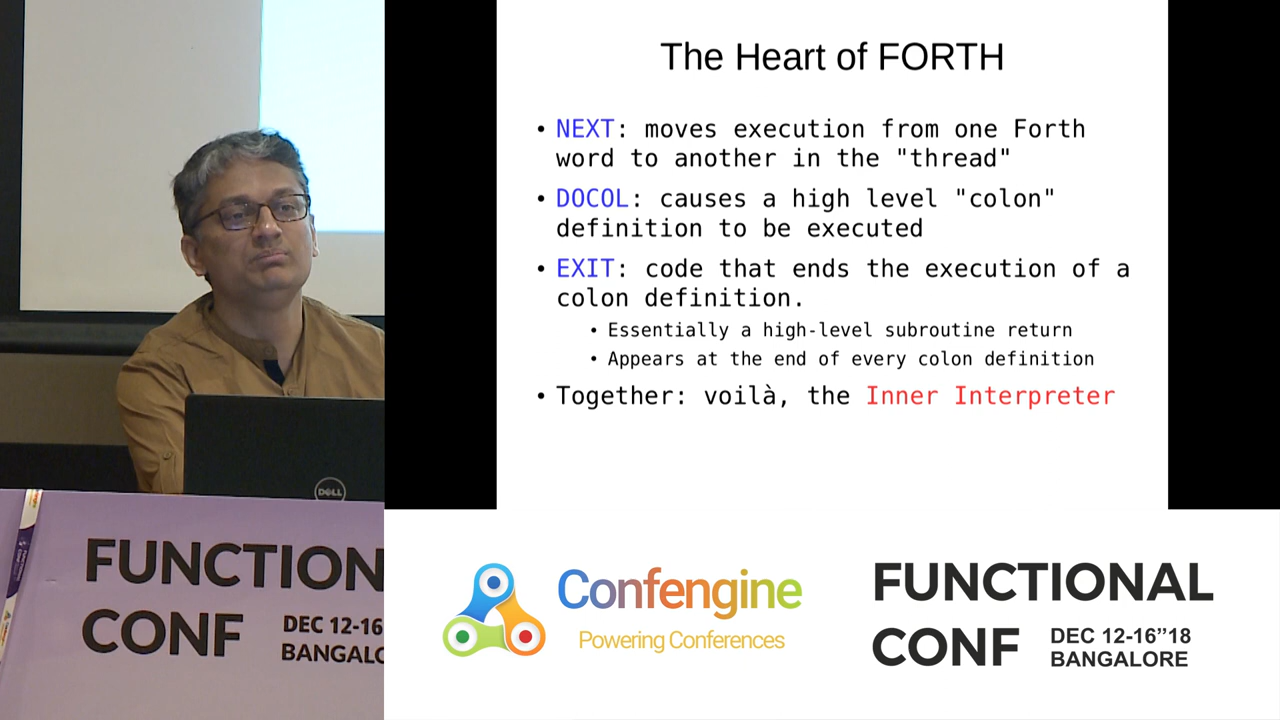 The Heart of FORTH
• NEXT: moves execution from one Forth
word to another in the "thread"
• DOCOL: causes a high level "colon"
definition to be executed
• EXIT: code that ends the execution of a
colon definition.
• Essentially a high-level subroutine return
• Appears at the end of every colon definition
• Together: voilà, the Inner Interpreter
DELL
FUNCTION
CONF
DEC 12-16
BANGALO
Confengine
Powering Conferences
FUNCTIONAL
CONF
DEC 12-16”18
BANGALORE